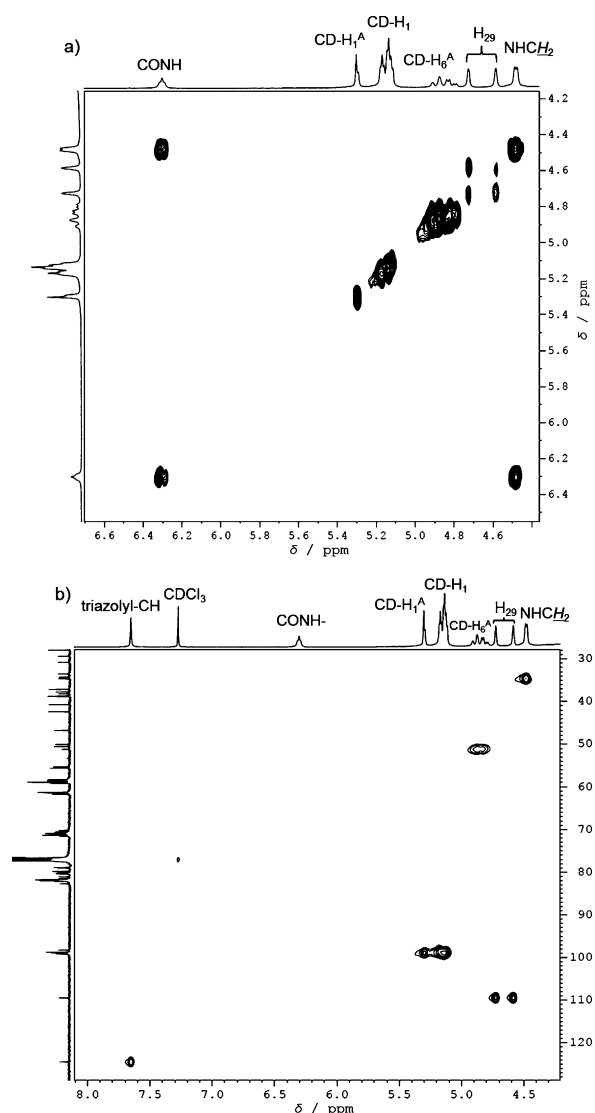 a)
CONH
CD-H1^A
CD-H1
CD-H6^A
H29
NHCH2
4.2
4.4
4.6
4.8
5.0
5.2
5.4
5.6
5.8
6.0
6.2
6.4
δ / ppm
6.6 6.4 6.2 6.0 5.8 5.6 5.4 5.2 5.0 4.8 4.6
δ / ppm
b)
triazolyl-CH
CDCl3
CONH-
CD-H1^A
CD-H1
CD-H6^A
H29
NHCH2
30
40
50
60
70
80
90
100
110
120
8.0 7.5 7.0 6.5 6.0 5.5 5.0 4.5
δ / ppm